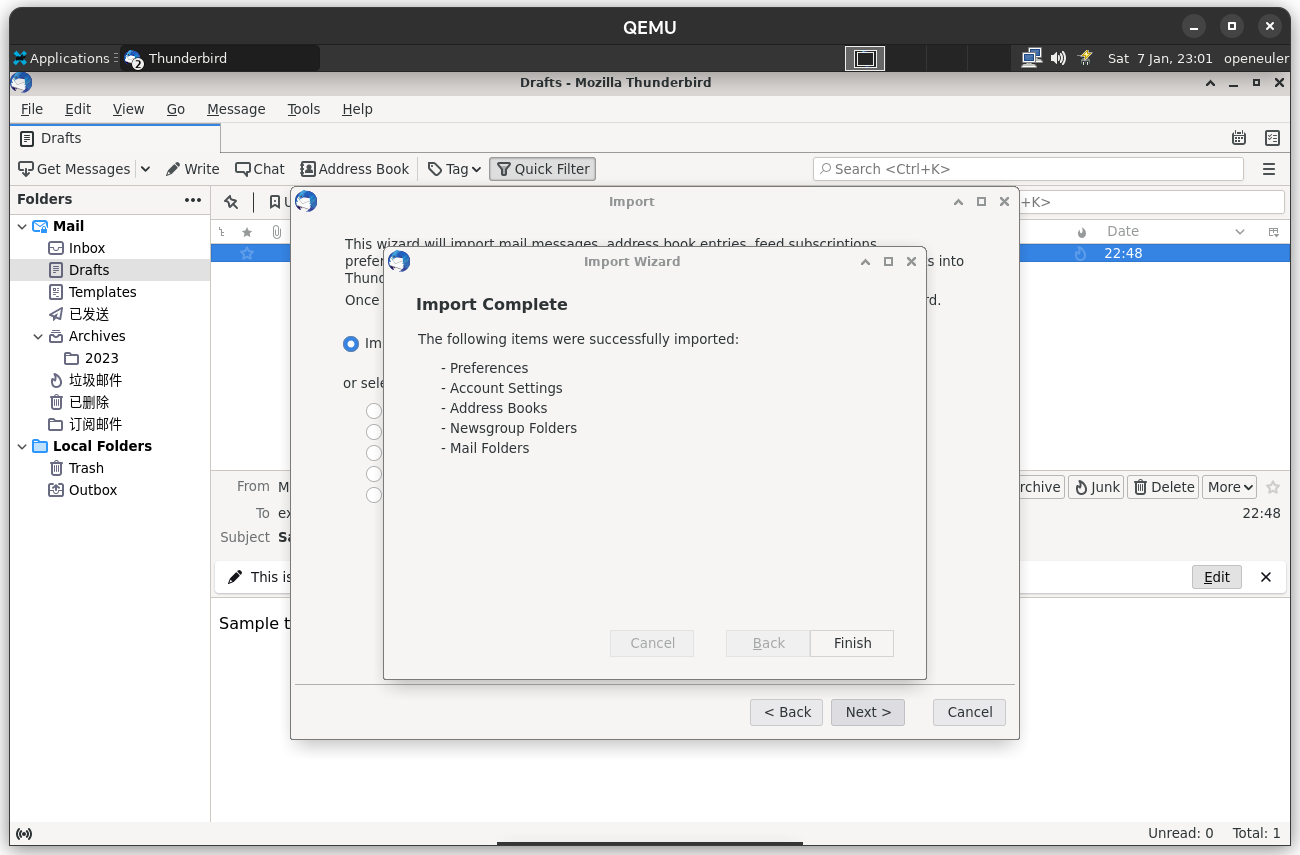 QEMU
Applications
2
Thunderbird
Sat 7 Jan, 23:01
openeuler
Drafts - Mozilla Thunderbird
File Edit View Go Message Tools Help
Drafts
Get Messages Write Chat Address Book Tag Quick Filter Search <Ctrl+K>
Folders
Mail
Inbox
Drafts
Templates
已发送
Archives
2023
垃圾邮件
已删除
订阅邮件
Local Folders
Trash
Outbox
+K>
Date
22:48
Import
This wizard will import mail messages, address book entries, feed subscriptions,
s into
Thund
Once
rd.
Im
or sele
Import Wizard
Import Complete
The following items were successfully imported:
- Preferences
- Account Settings
- Address Books
- Newsgroup Folders
- Mail Folders
Cancel Back Finish
< Back Next > Cancel
From M
To ex
Subject Sa
rchive Junk Delete More
22:48
This is
Edit
Sample t
Unread: 0 Total: 1